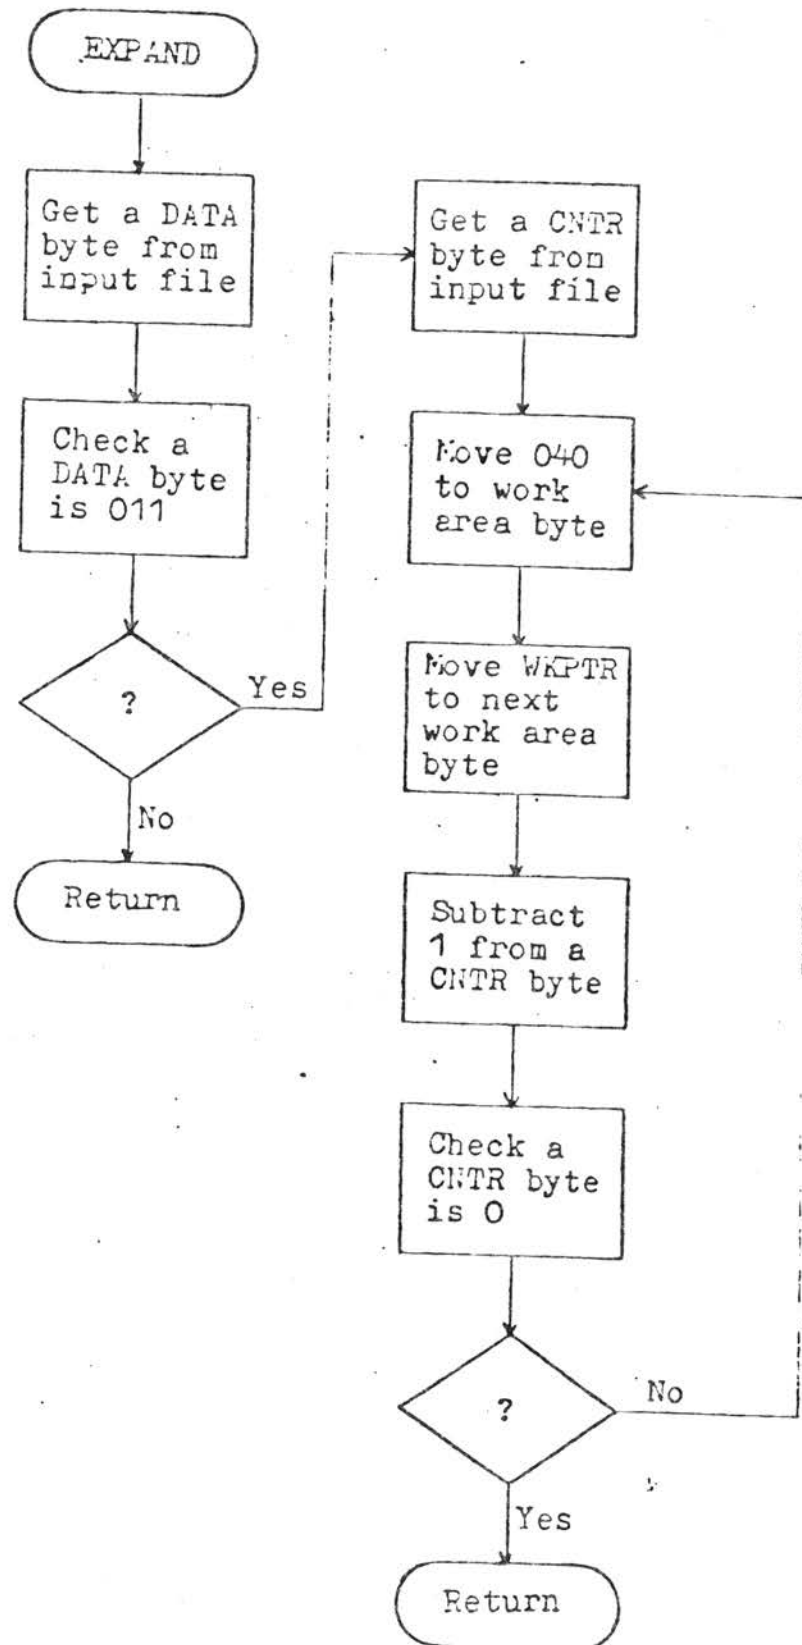 EXPAND
Get a DATA
byte from
input file
Check a
DATA byte
is 011
?
Yes
No
Return
Get a CNTR
byte from
input file
Move 040
to work
area byte
Move WKPTR
to next
work area
byte
Subtract
1 from a
CNTR byte
Check a
CNTR byte
is 0
?
No
Yes
Return